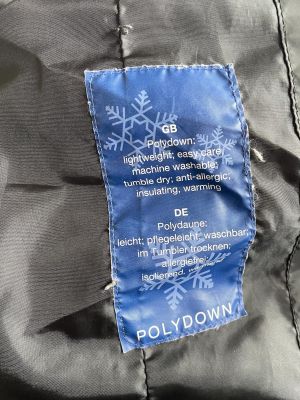 GB
Polydown:
lightweight; easy care,
machine washable;
tumble dry; anti-allergic;
insulating, warming
DE
Polydaune:
leicht; pflegeleicht; waschbar;
im Tumbler trocknen;
allergiefrei
isolierend,
POLYDOWN